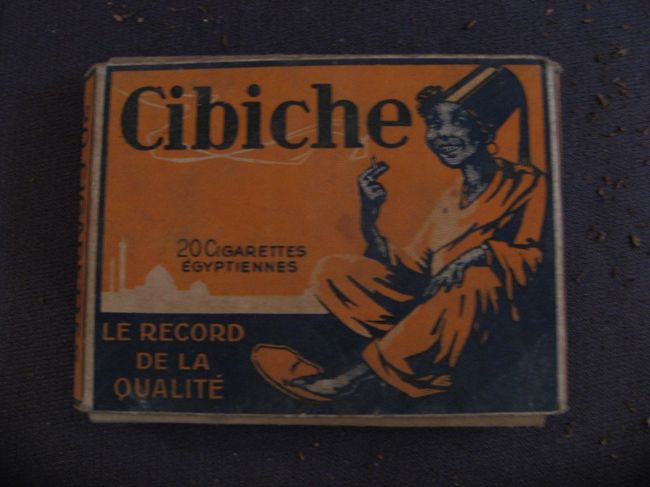 Cibiche
20 CIGARETTES
ÉGYPTIENNES
LE RECORD
DE LA
QUALITÉ